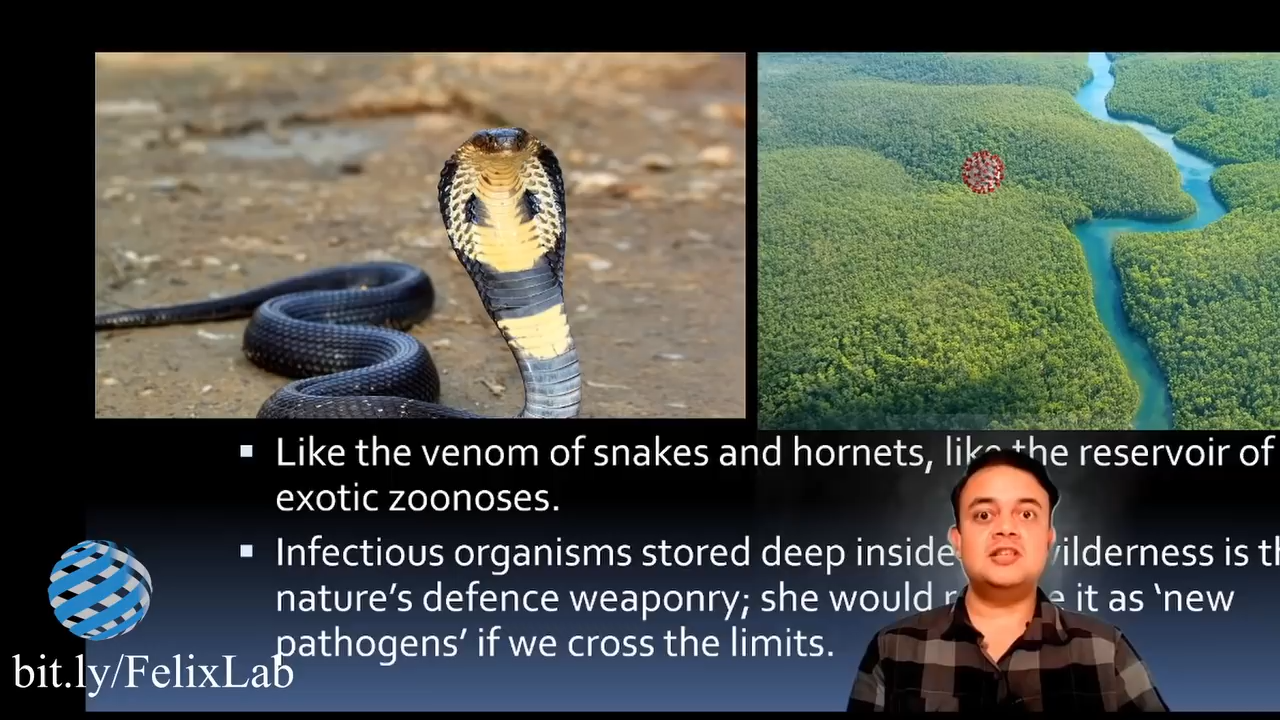 Like the venom of snakes and hornets, like the reservoir of
exotic zoonoses.
Infectious organisms stored deep inside wilderness is
nature's defence weaponry; she would it as 'new
pathogens' if we cross the limits.
bit.ly/FelixLab